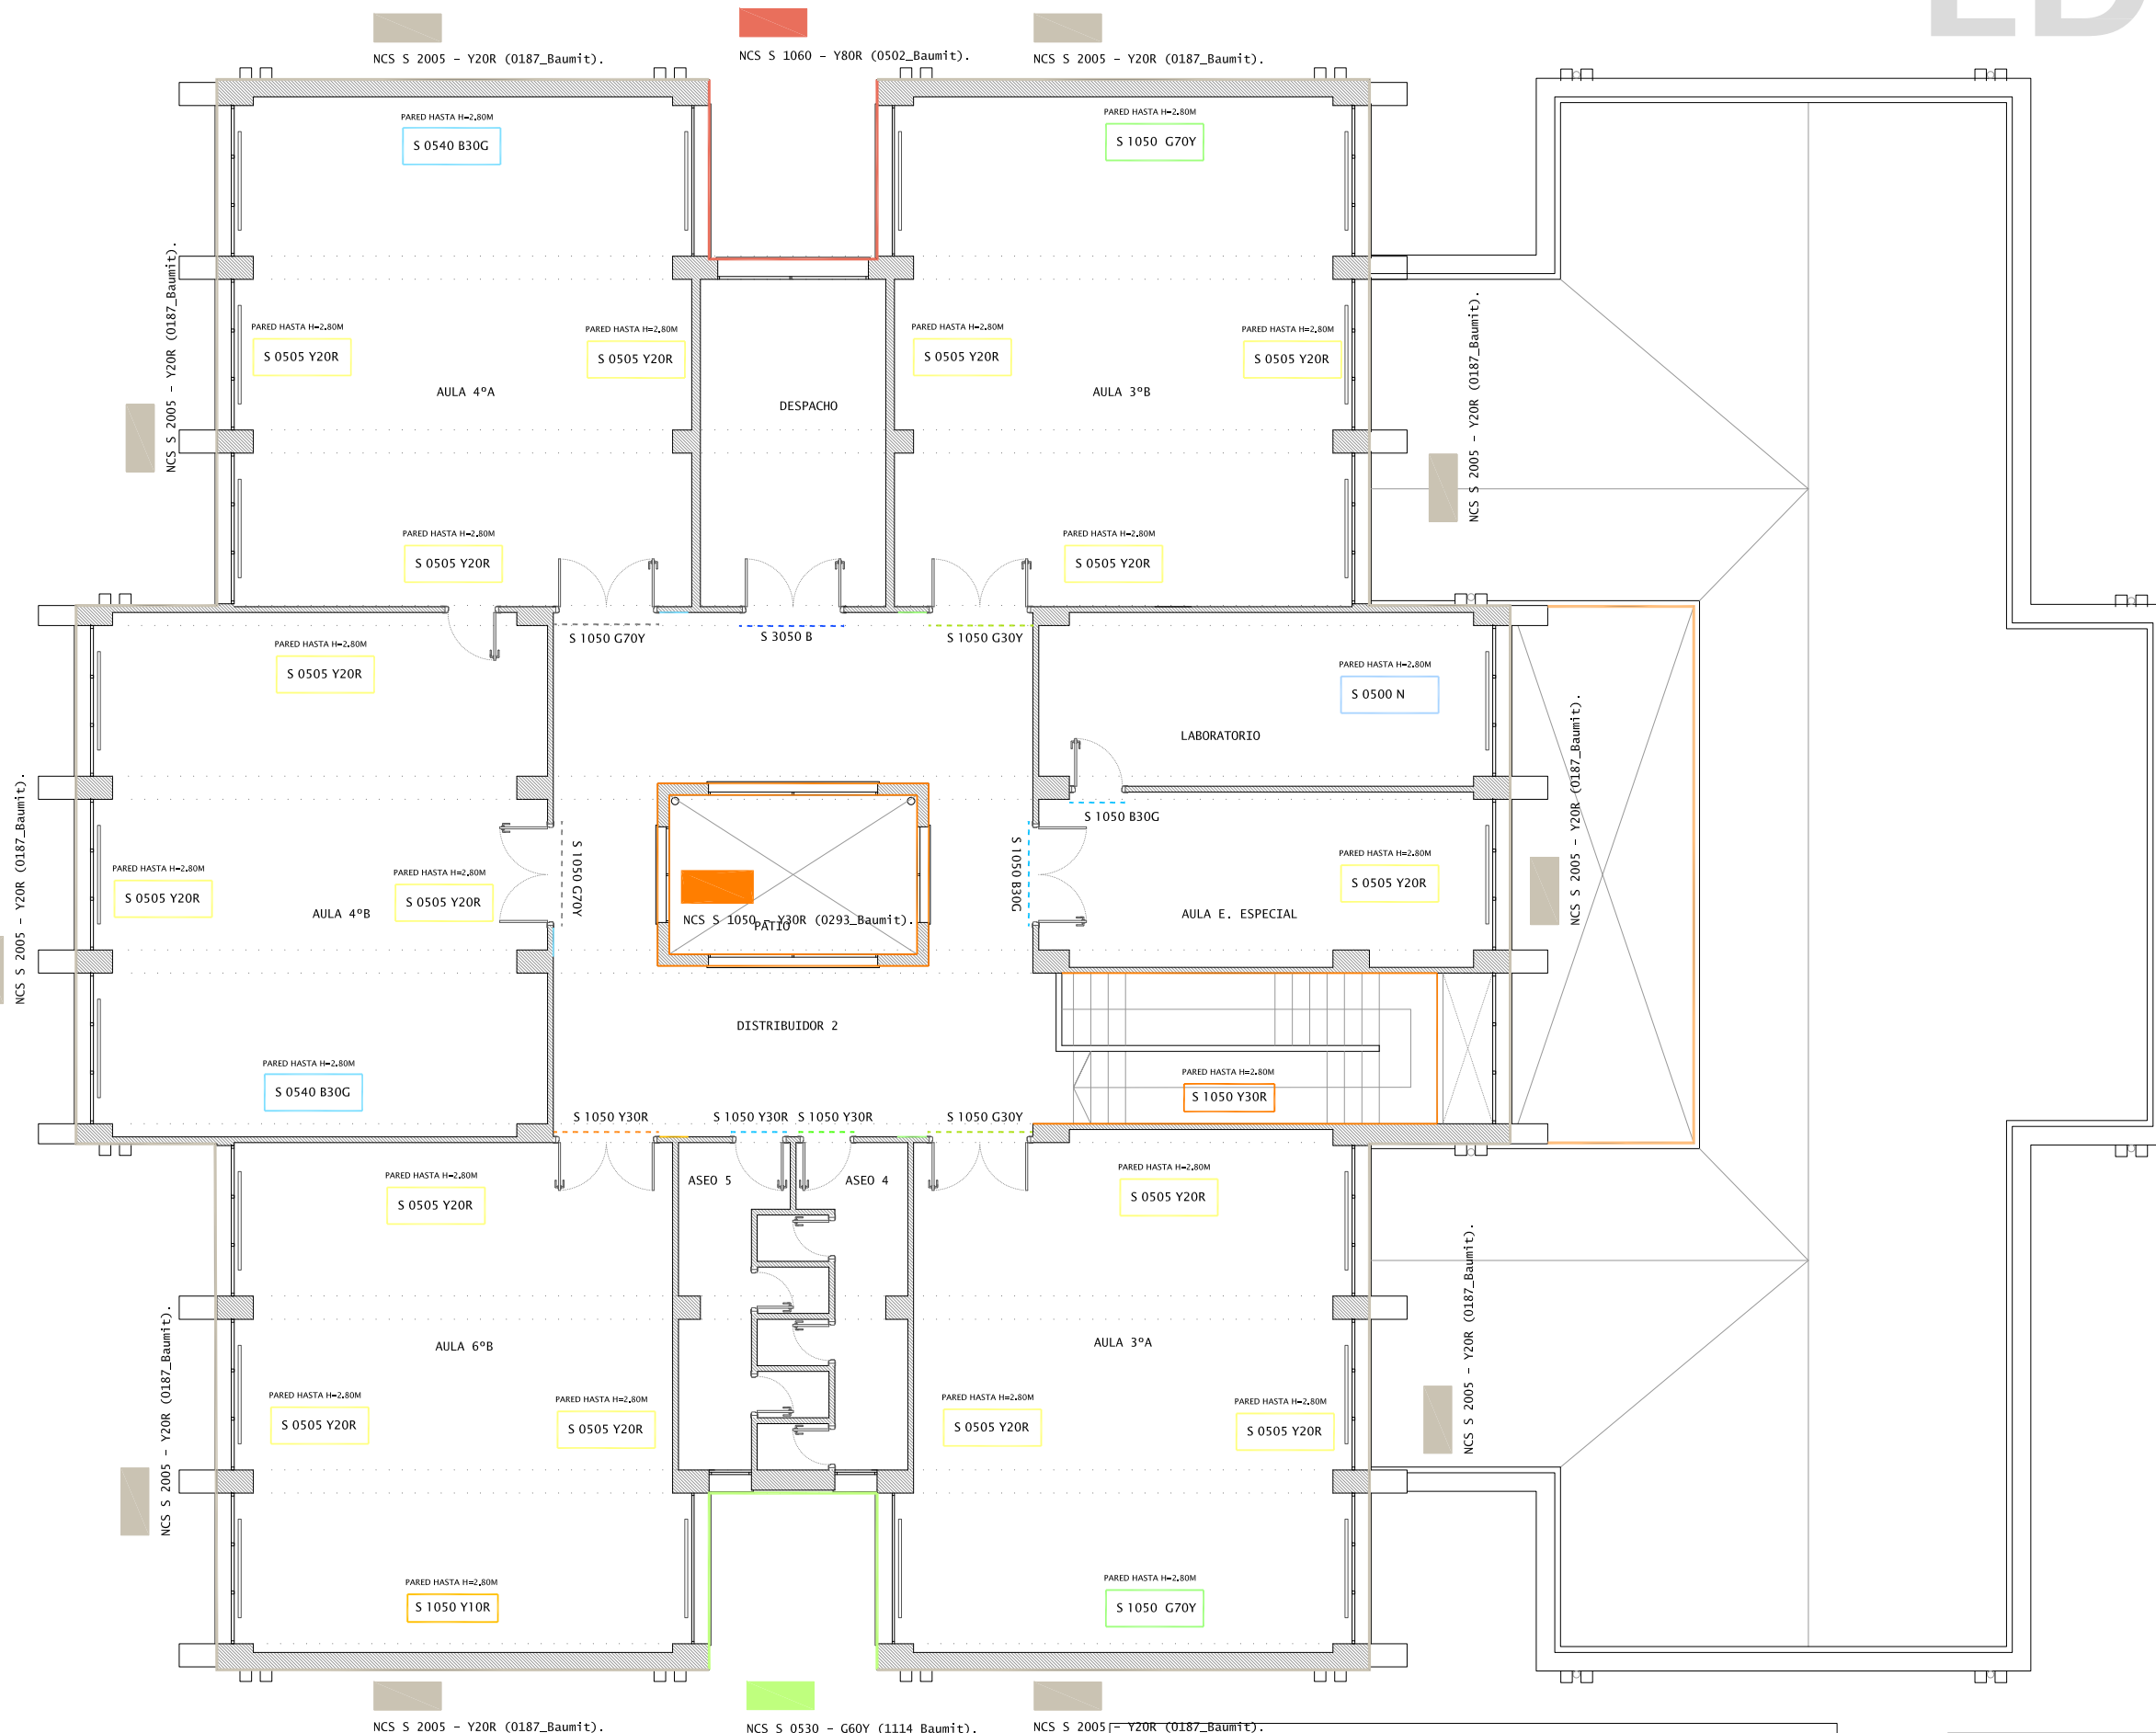 NCS S 2005 - Y20R (0187_Baumit).
NCS S 1060 - Y80R (0502_Baumit).
NCS S 2005 - Y20R (0187_Baumit).
PARED HASTA H=2.80M
S 0540 B30G
PARED HASTA H=2.80M
S 1050 G70Y
NCS S 2005 - Y20R (0187_Baumit).
PARED HASTA H=2.80M
S 0505 Y20R
PARED HASTA H=2.80M
S 0505 Y20R
PARED HASTA H=2.80M
S 0505 Y20R
PARED HASTA H=2.80M
S 0505 Y20R
NCS S 2005 - Y20R (0187_Baumit).
AULA 4ºA
DESPACHO
AULA 3ºB
PARED HASTA H=2.80M
S 0505 Y20R
PARED HASTA H=2.80M
S 0505 Y20R
S 1050 G70Y
S 3050 B
S 1050 G30Y
PARED HASTA H=2.80M
S 0505 Y20R
PARED HASTA H=2.80M
S 0500 N
LABORATORIO
NCS S 2005 - Y20R (0187_Baumit).
NCS S 2005 - Y20R (0187_Baumit).
S 1050 B30G
PARED HASTA H=2.80M
S 0505 Y20R
PARED HASTA H=2.80M
S 0505 Y20R
AULA 4ºB
S 1050 G70Y
NCS S 1050 - Y30R (0293_Baumit).
PATIO
S 1050 B30G
PARED HASTA H=2.80M
S 0505 Y20R
AULA E. ESPECIAL
DISTRIBUIDOR 2
PARED HASTA H=2.80M
S 0540 B30G
PARED HASTA H=2.80M
S 1050 Y30R
S 1050 Y30R
S 1050 Y30R
S 1050 Y30R
S 1050 G30Y
PARED HASTA H=2.80M
S 0505 Y20R
ASEO 5
ASEO 4
PARED HASTA H=2.80M
S 0505 Y20R
NCS S 2005 - Y20R (0187_Baumit).
NCS S 2005 - Y20R (0187_Baumit).
AULA 6ºB
AULA 3ºA
PARED HASTA H=2.80M
S 0505 Y20R
PARED HASTA H=2.80M
S 0505 Y20R
PARED HASTA H=2.80M
S 0505 Y20R
PARED HASTA H=2.80M
S 0505 Y20R
PARED HASTA H=2.80M
S 1050 Y10R
PARED HASTA H=2.80M
S 1050 G70Y
NCS S 2005 - Y20R (0187_Baumit).
NCS S 0530 - G60Y (1114 Baumit).
NCS S 2005 - Y20R (0187_Baumit).